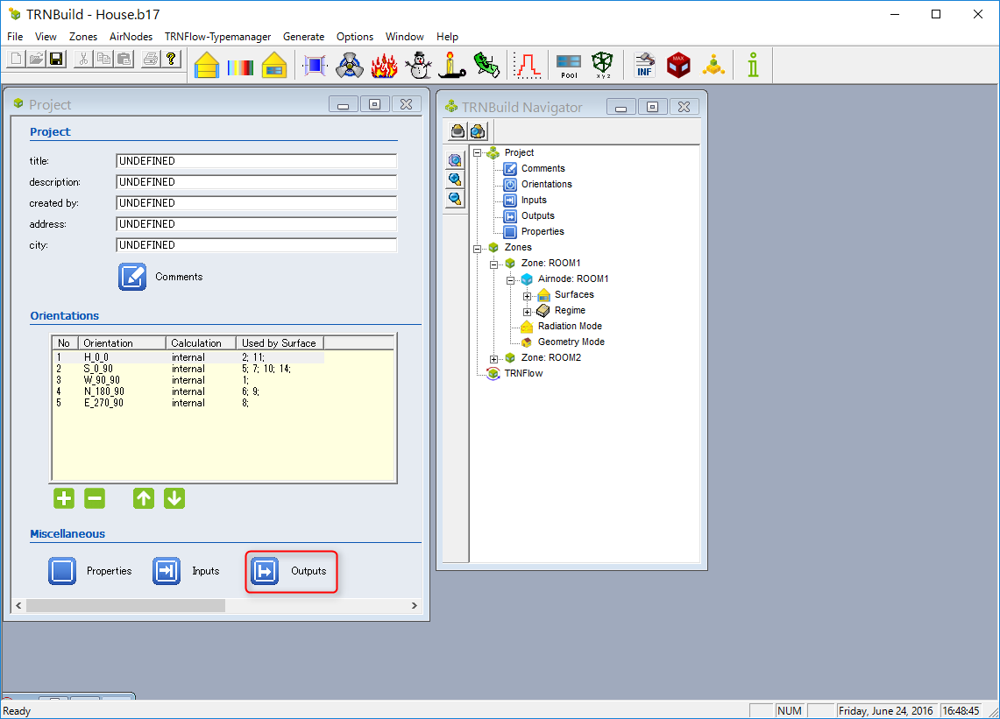 TRNBuild - House.b17
File View Zones AirNodes TRNFlow-Typemanager Generate Options Window Help
Pool
x y z
INF
MAX
Project
Project
title: UNDEFINED
description: UNDEFINED
created by: UNDEFINED
address: UNDEFINED
city: UNDEFINED
Comments
Orientations
No Orientation Calculation Used by Surface
1 H_0_0 internal 2; 11;
2 S_0_90 internal 5; 7; 10; 14;
3 W_90_90 internal 1;
4 N_180_90 internal 6; 9;
5 E_270_90 internal 8;
Miscellaneous
Properties Inputs Outputs
TRNBuild Navigator
Project
Comments
Orientations
Inputs
Outputs
Properties
Zones
Zone: ROOM1
Airnode: ROOM1
Surfaces
Regime
Radiation Mode
Geometry Mode
Zone: ROOM2
TRNFlow
Ready NUM Friday, June 24, 2016 16:48:45